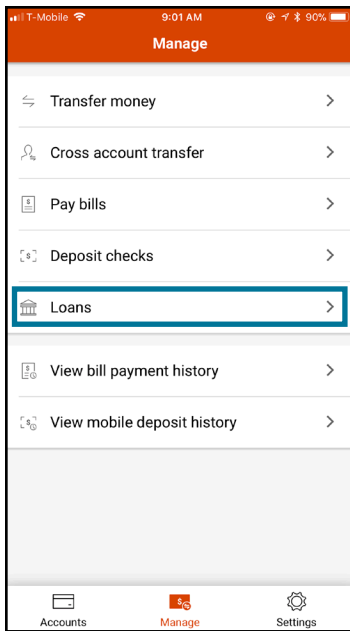 T-Mobile 9:01 AM 90%
Manage
Transfer money
Cross account transfer
Pay bills
Deposit checks
Loans
View bill payment history
View mobile deposit history
Accounts Manage Settings